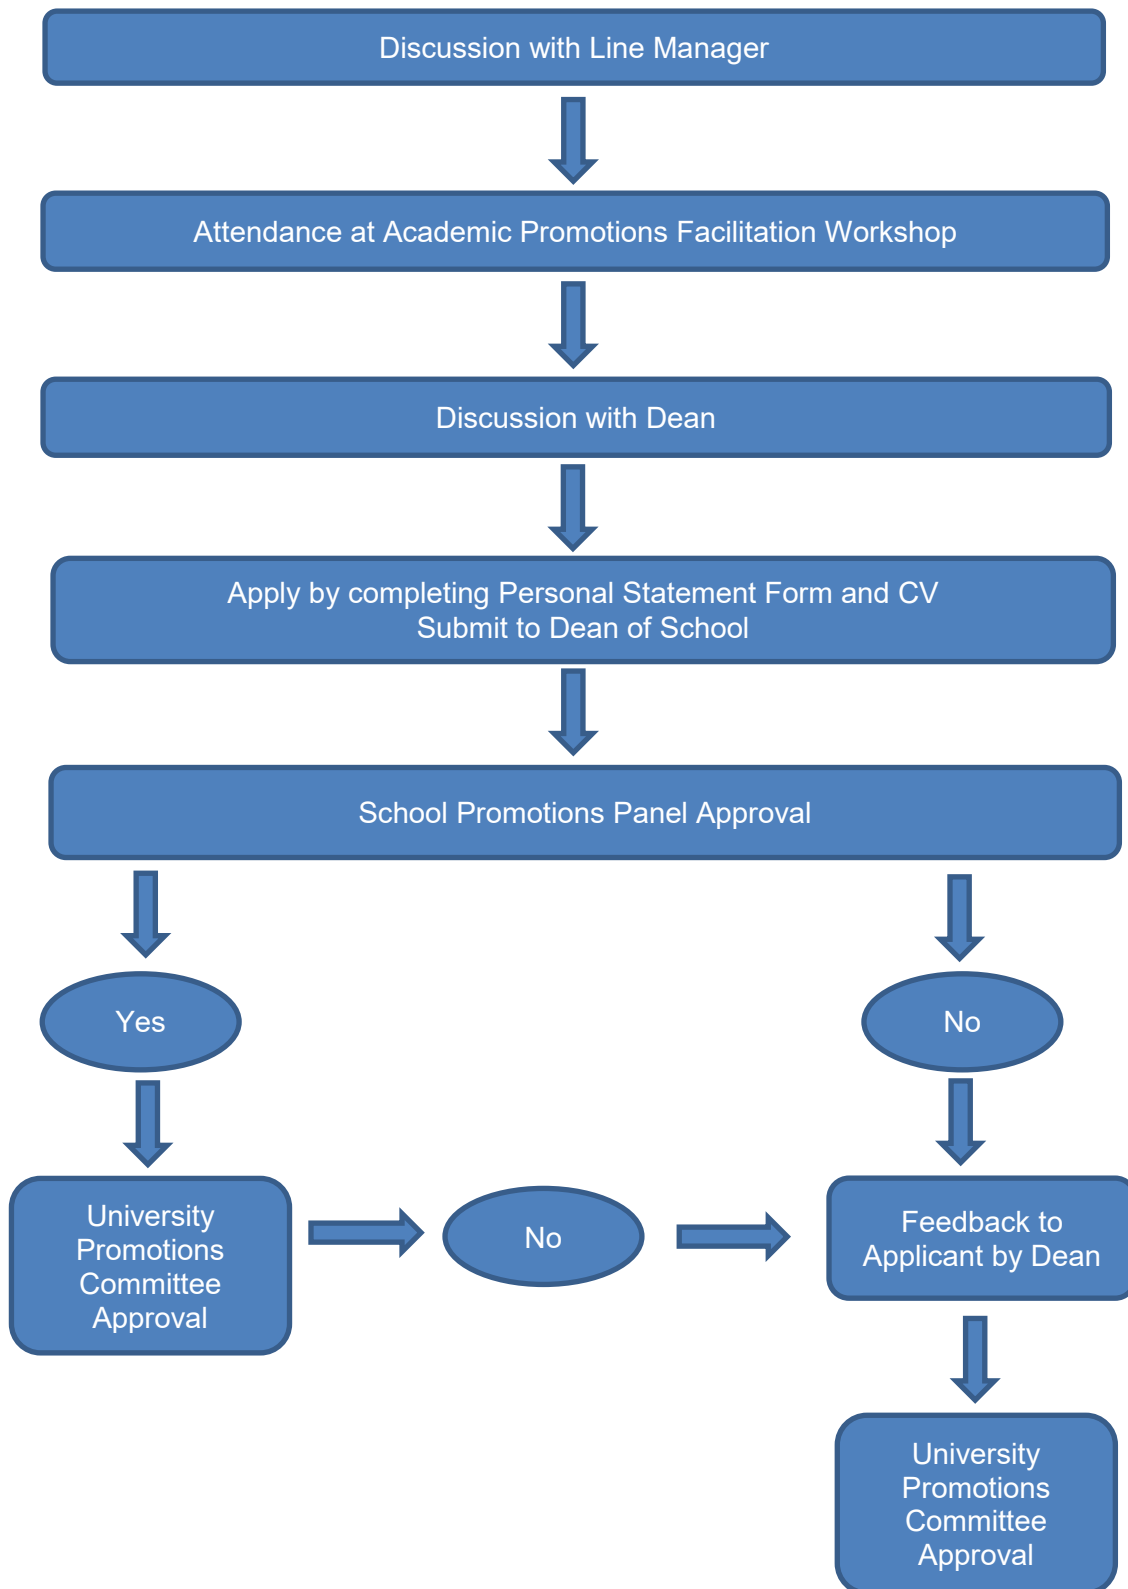 Discussion with Line Manager
Attendance at Academic Promotions Facilitation Workshop
Discussion with Dean
Apply by completing Personal Statement Form and CV
Submit to Dean of School
School Promotions Panel Approval
Yes
No
University
Promotions
Committee
Approval
No
Feedback to
Applicant by Dean
University
Promotions
Committee
Approval